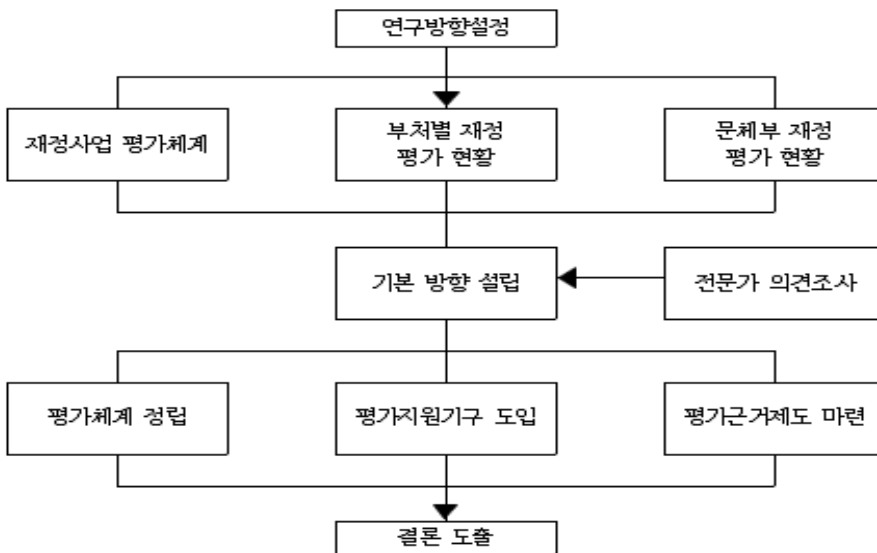 연구방향설정
재정사업 평가체계
부처별 재정
평가 현황
문체부 재정
평가 현황
기본 방향 설립
전문가 의견조사
평가체계 정립
평가지원기구 도입
평가근거제도 마련
결론 도출